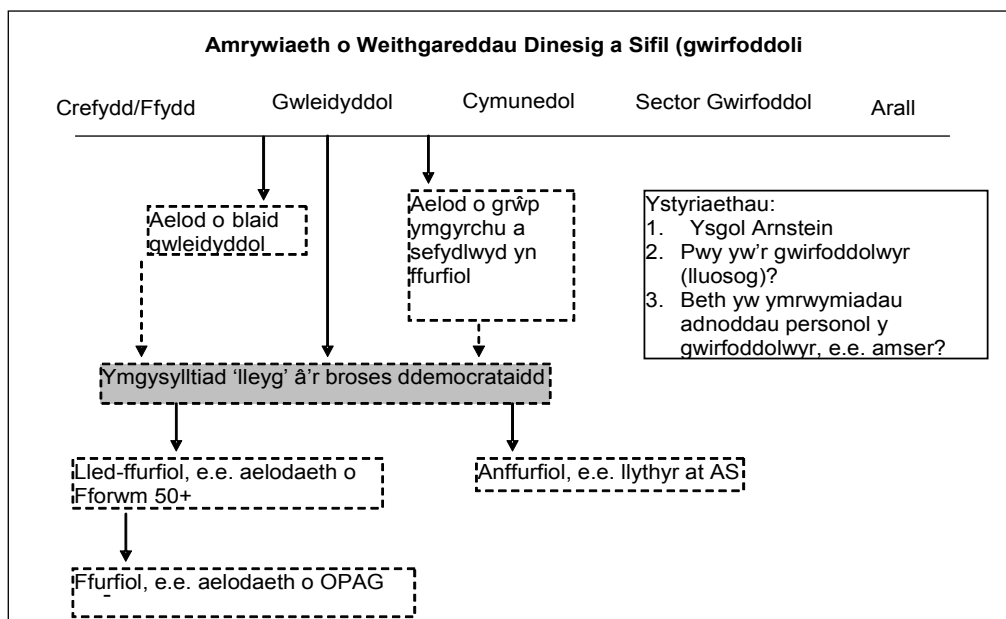 Amrywiaeth o Weithgareddau Dinesig a Sifil (gwirfoddoli
Crefydd/Ffydd
Gwleidyddol
Cymunedol
Sector Gwirfoddol
Arall
Aelod o blaid
gwleidyddol
Aelod o grŵp
ymgyrchu a
sefydlwyd yn
ffurfiol
Ystyriaethau:
1. Ysgol Arnstein
2. Pwy yw’r gwirfoddolwyr
(lluosog)?
3. Beth yw ymrwymiadau
adnoddau personol y
gwirfoddolwyr, e.e. amser?
Ymgysylltiad ‘lleyg’ â’r broses ddemocrataidd
Lled-ffurfiol, e.e. aelodaeth o
Fforwm 50+
Anffurfiol, e.e. llythyr at AS
Ffurfiol, e.e. aelodaeth o OPAG
-